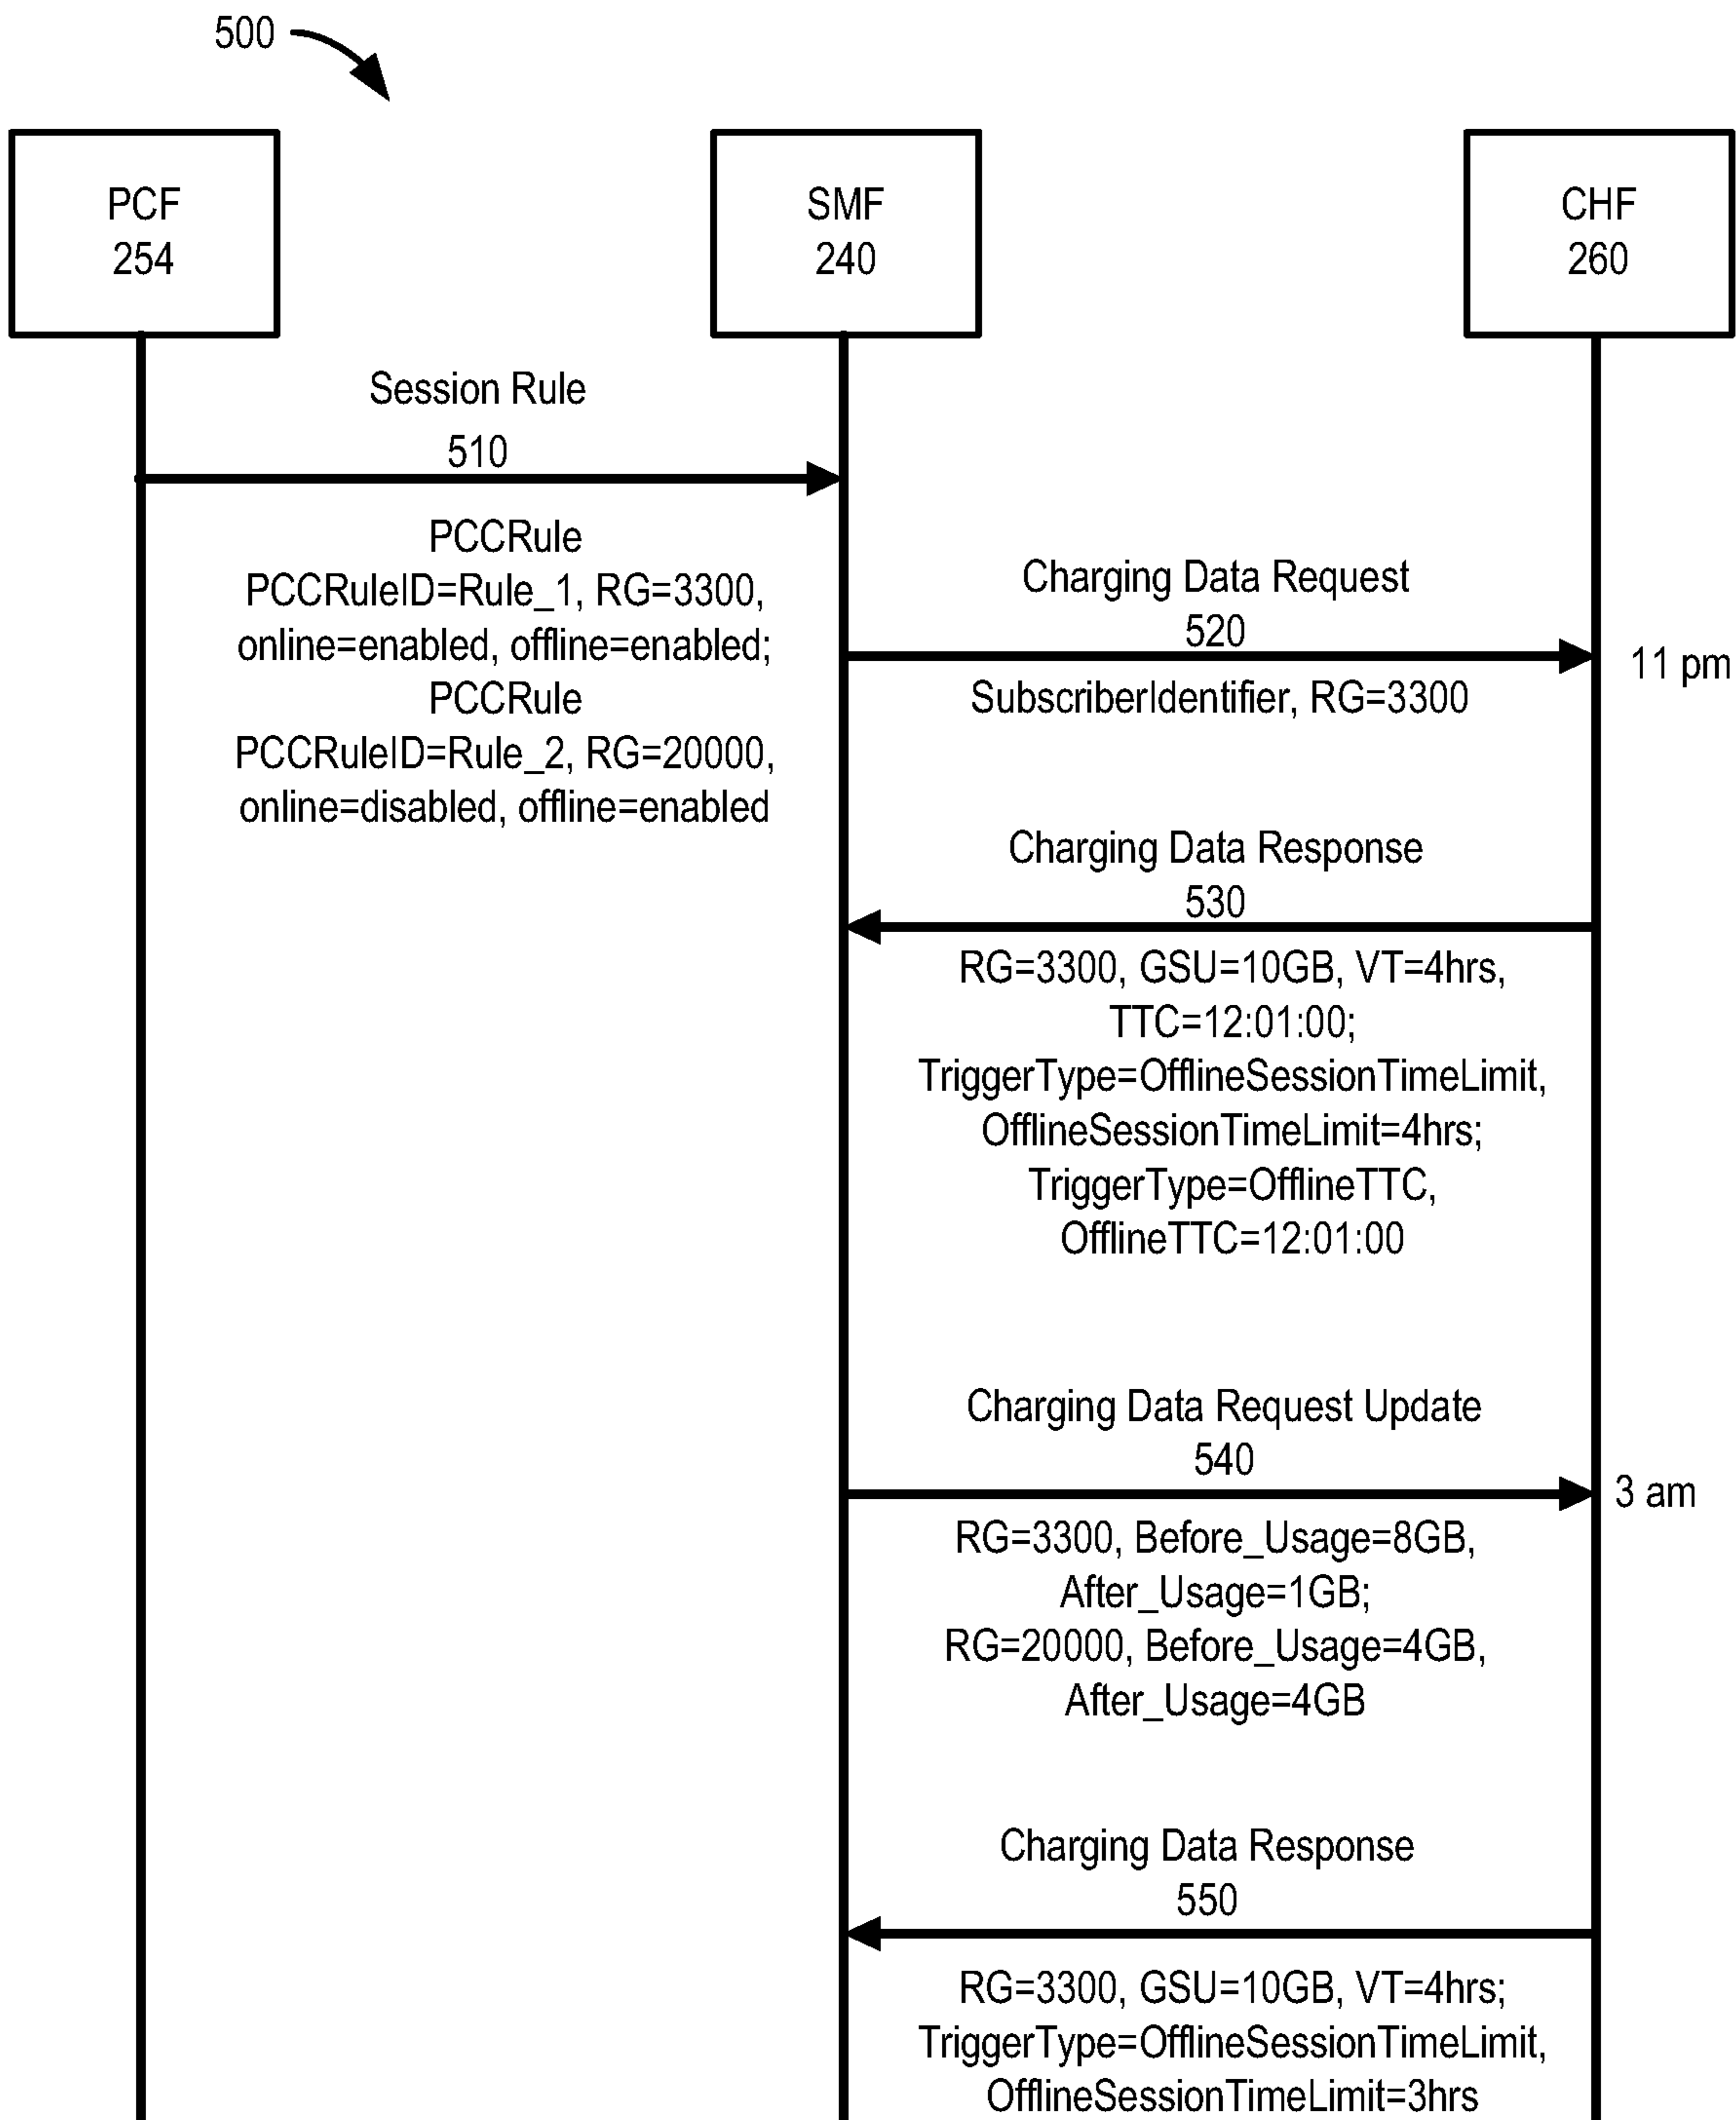 500
PCF
254
SMF
240
CHF
260
Session Rule
510
PCCRule
PCCRuleID=Rule_1, RG=3300,
online=enabled, offline=enabled;
PCCRule
PCCRuleID=Rule_2, RG=20000,
online=disabled, offline=enabled
Charging Data Request
520
SubscriberIdentifier, RG=3300
11 pm
Charging Data Response
530
RG=3300, GSU=10GB, VT=4hrs,
TTC=12:01:00;
TriggerType=OfflineSessionTimeLimit,
OfflineSessionTimeLimit=4hrs;
TriggerType=OfflineTTC,
OfflineTTC=12:01:00
Charging Data Request Update
540
3 am
RG=3300, Before_Usage=8GB,
After_Usage=1GB;
RG=20000, Before_Usage=4GB,
After_Usage=4GB
Charging Data Response
550
RG=3300, GSU=10GB, VT=4hrs;
TriggerType=OfflineSessionTimeLimit,
OfflineSessionTimeLimit=3hrs